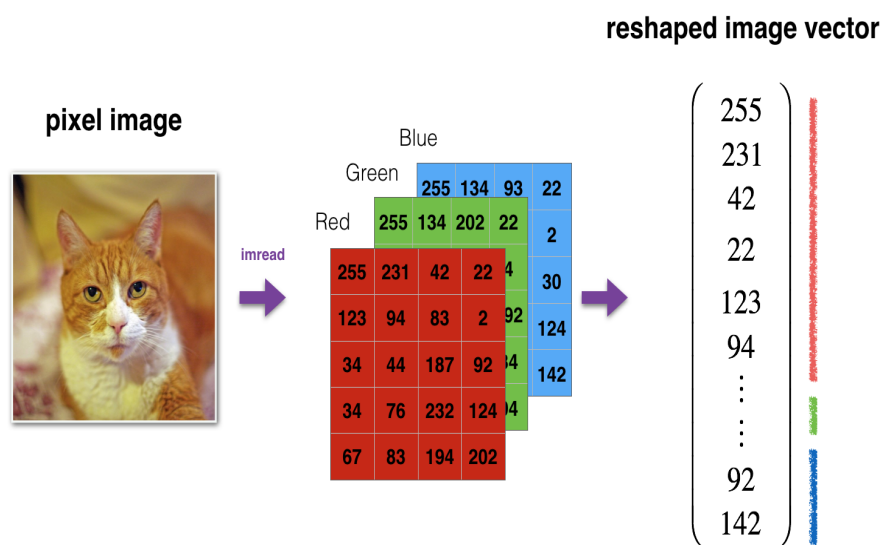 reshaped image vector
pixel image
imread
Blue
255 134 93 22
2
30
124
142
Green
255 134 202 22
Red
255 231 42 22
123 94 83 2
34 44 187 92
34 76 232 124
67 83 194 202
255
231
42
22
123
94
92
142